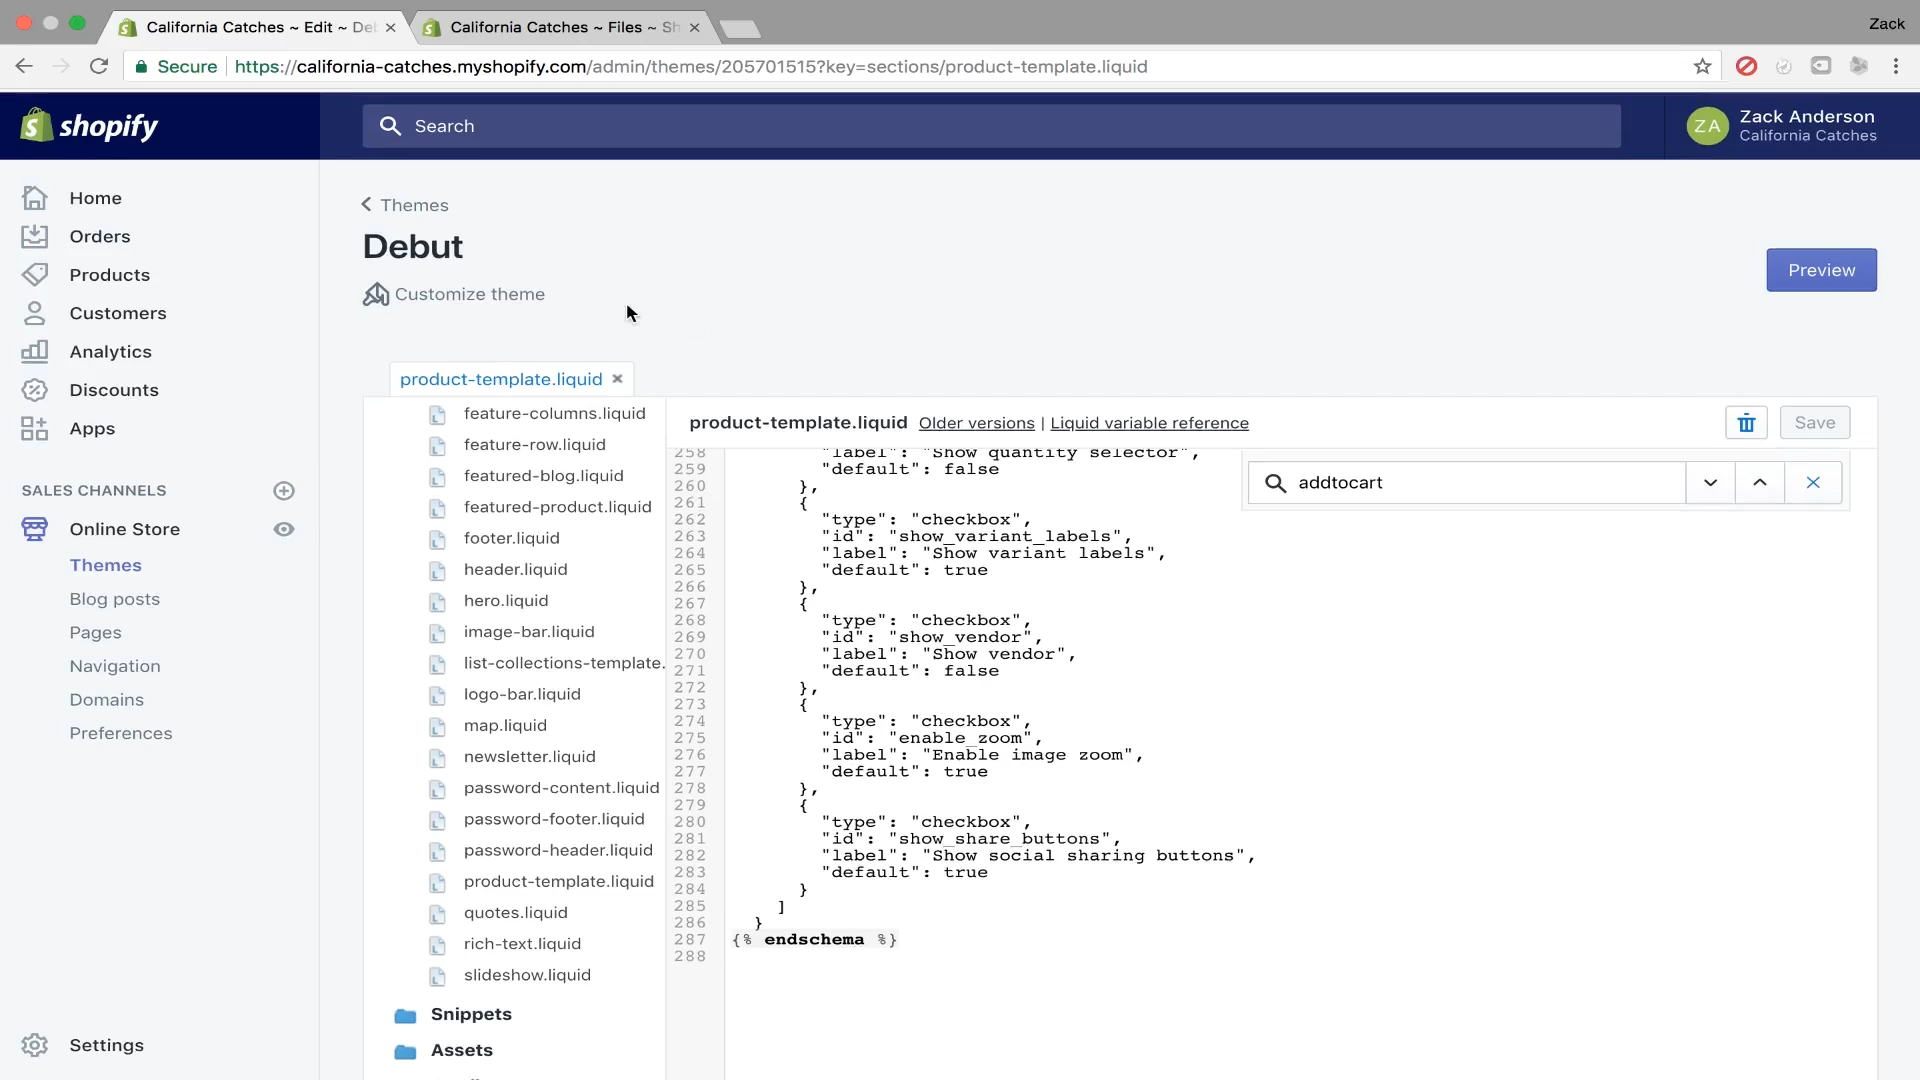 California Catches ~ Edit ~ De
California Catches ~ Files ~ Sh
Zack
Secure
https://california-catches.myshopify.com/admin/themes/205701515?key=sections/product-template.liquid
shopify
Search
ZA
Zack Anderson
California Catches
Home
Orders
Products
Customers
Analytics
Discounts
Apps
SALES CHANNELS
Online Store
Themes
Blog posts
Pages
Navigation
Domains
Preferences
Settings
Themes
Debut
Customize theme
Preview
product-template.liquid
feature-columns.liquid
feature-row.liquid
featured-blog.liquid
featured-product.liquid
footer.liquid
header.liquid
hero.liquid
image-bar.liquid
list-collections-template.
logo-bar.liquid
map.liquid
newsletter.liquid
password-content.liquid
password-footer.liquid
password-header.liquid
product-template.liquid
quotes.liquid
rich-text.liquid
slideshow.liquid
Snippets
Assets
product-template.liquid Older versions | Liquid variable reference
Save
addtocart
258 "label": "Show quantity selector",
259 "default": false
260 },
261 {
262 "type": "checkbox",
263 "id": "show_variant_labels",
264 "label": "Show variant labels",
265 "default": true
266 },
267 {
268 "type": "checkbox",
269 "id": "show_vendor",
270 "label": "Show vendor",
271 "default": false
272 },
273 {
274 "type": "checkbox",
275 "id": "enable_zoom",
276 "label": "Enable image zoom",
277 "default": true
278 },
279 {
280 "type": "checkbox",
281 "id": "show_share_buttons",
282 "label": "Show social sharing buttons",
283 "default": true
284 }
285 ]
286 }
287 {% endschema %}
288